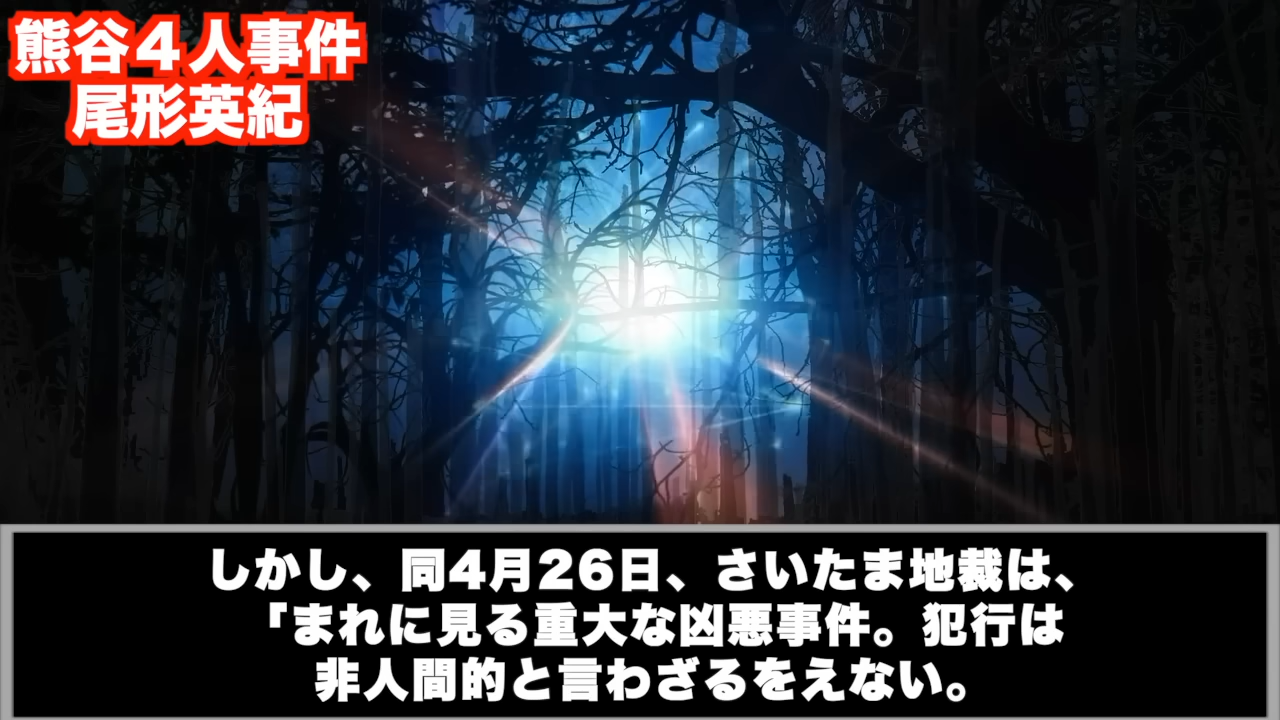 熊谷4人事件
尾形英紀
しかし、同4月26日、さいたま地裁は、
「まれに見る重大な凶悪事件。犯行は
非人間的と言わざるをえない。